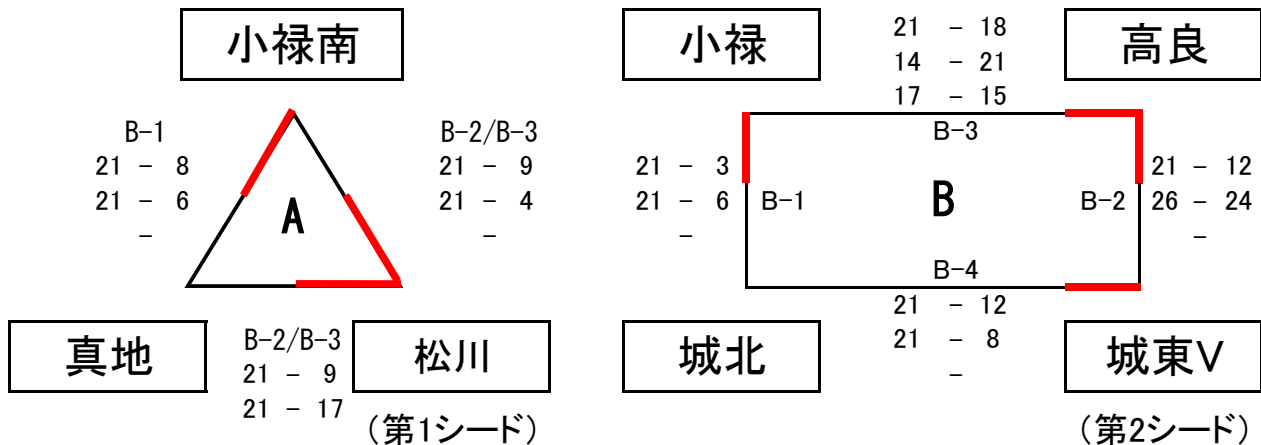 小禄南
B-1
21 - 8
21 - 6
-
B-2/B-3
21 - 9
21 - 4
-
A
真地
B-2/B-3
21 - 9
21 - 17
松川
(第1シード)
小禄
21 - 18
14 - 21
17 - 15
高良
B-3
21 - 3
21 - 6
-
B-1
B
B-2
21 - 12
26 - 24
-
B-4
21 - 12
21 - 8
-
城北
城東V
(第2シード)